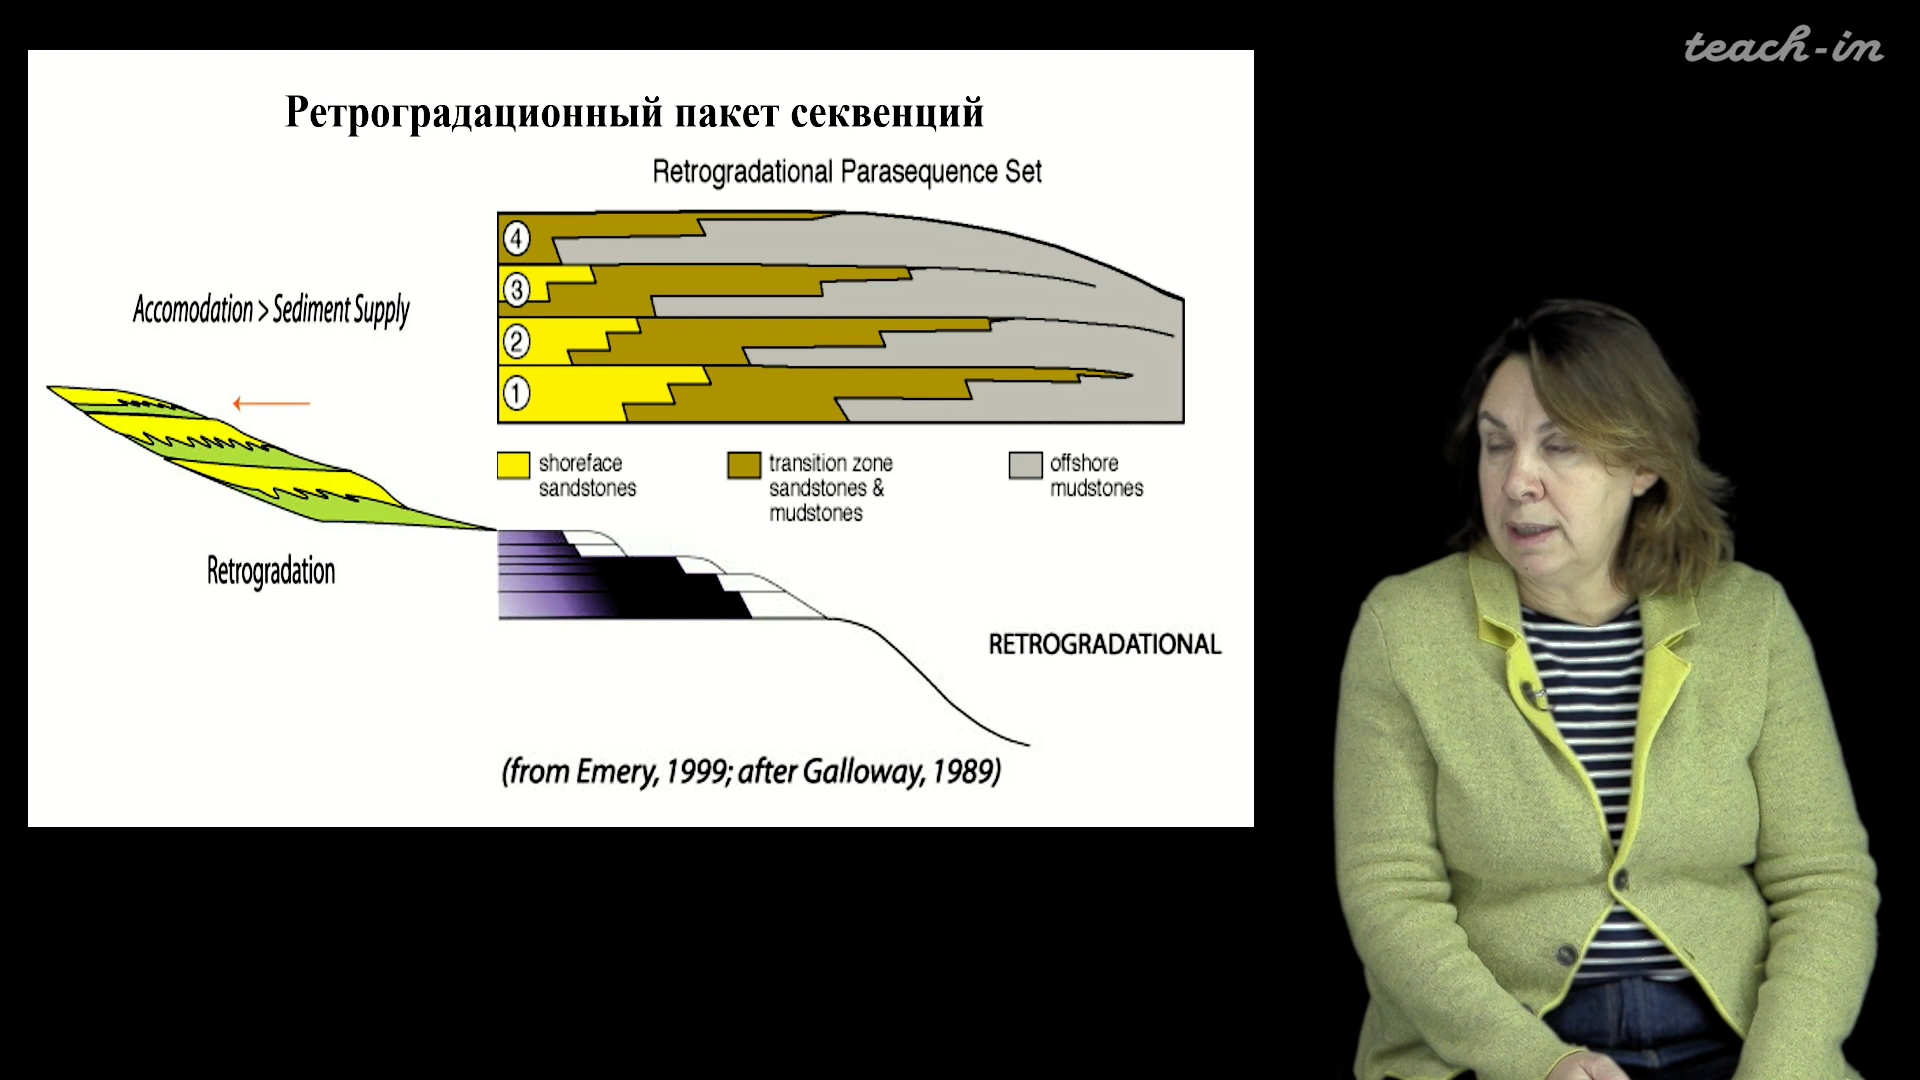 teach-in
Ретроградационный пакет секвенций
Retrogradational Parasequence Set
4
3
2
1
Accomodation > Sediment Supply
shoreface
sandstones
transition zone
sandstones &
mudstones
offshore
mudstones
Retrogradation
RETROGRADATIONAL
(from Emery, 1999; after Galloway, 1989)